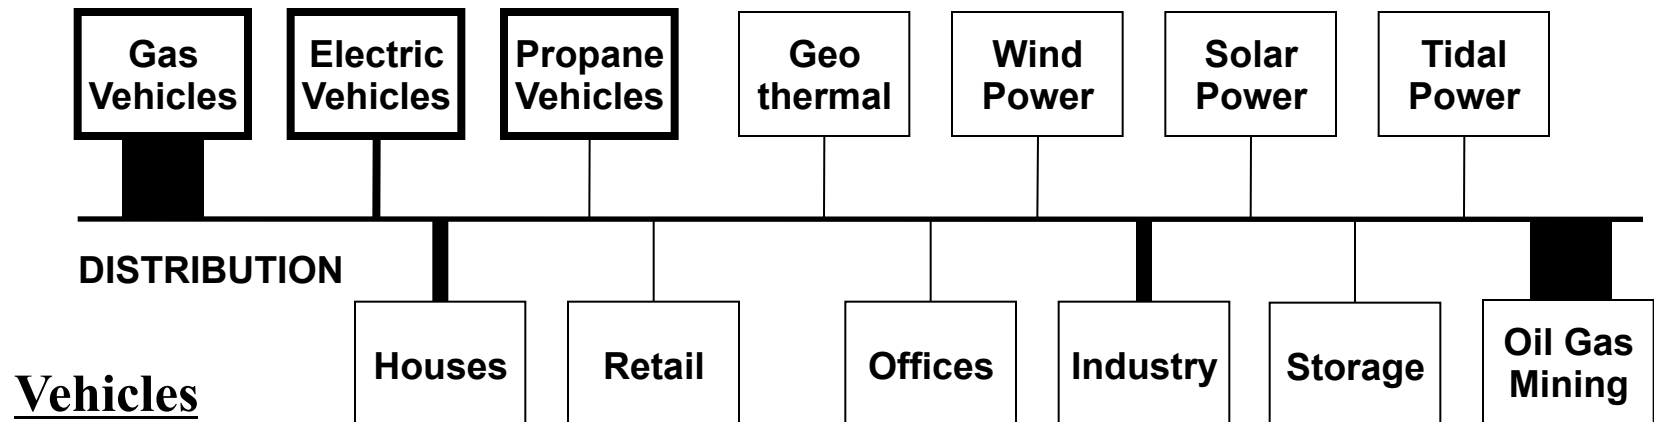 Gas
Vehicles
Electric
Vehicles
Propane
Vehicles
Geo
thermal
Wind
Power
Solar
Power
Tidal
Power
DISTRIBUTION
Houses
Retail
Offices
Industry
Storage
Oil Gas
Mining
Vehicles